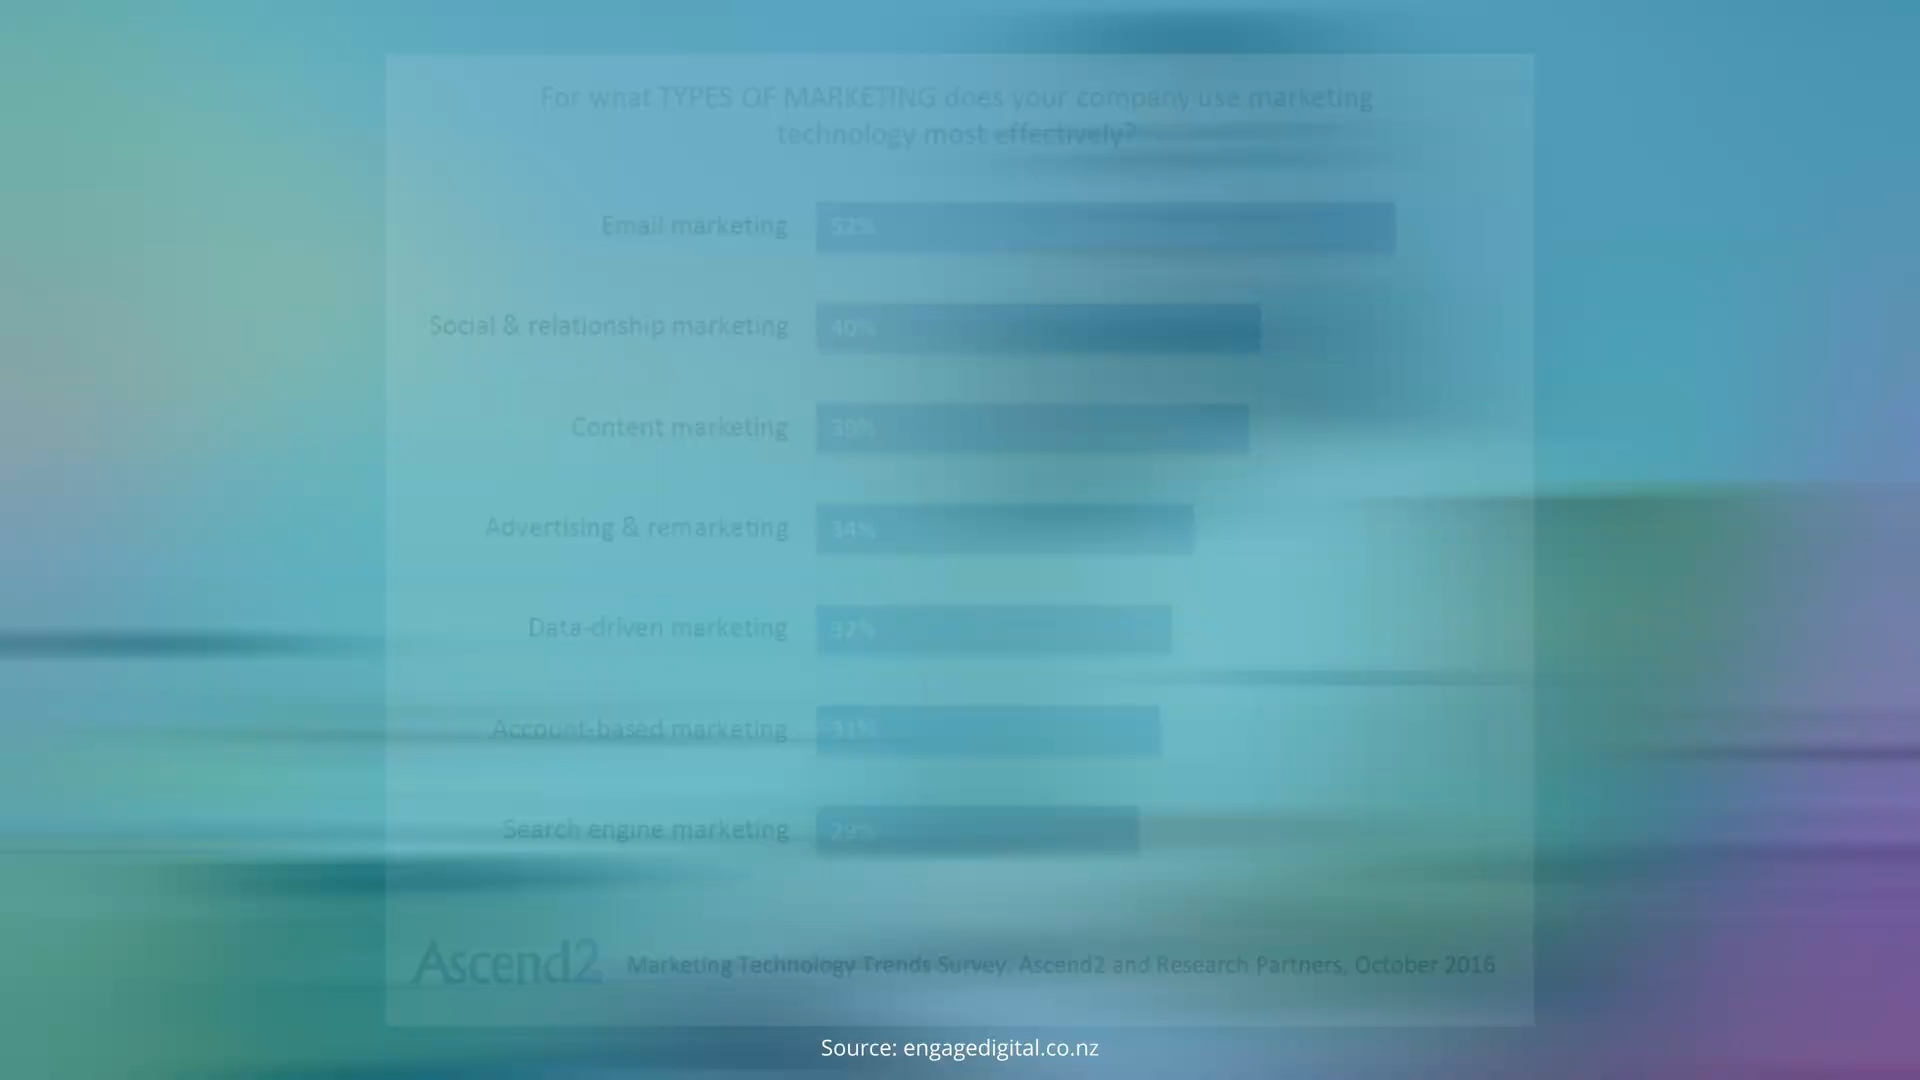 For what TYPES OF MARKETING does your company use marketing
technology most effectively?
Email marketing 52%
Social & relationship marketing 40%
Content marketing 39%
Advertising & remarketing 34%
Data-driven marketing 32%
Account-based marketing 31%
Search engine marketing 29%
Ascend2 Marketing Technology Trends Survey, Ascend2 and Research Partners, October 2016
Source: engagedigital.co.nz